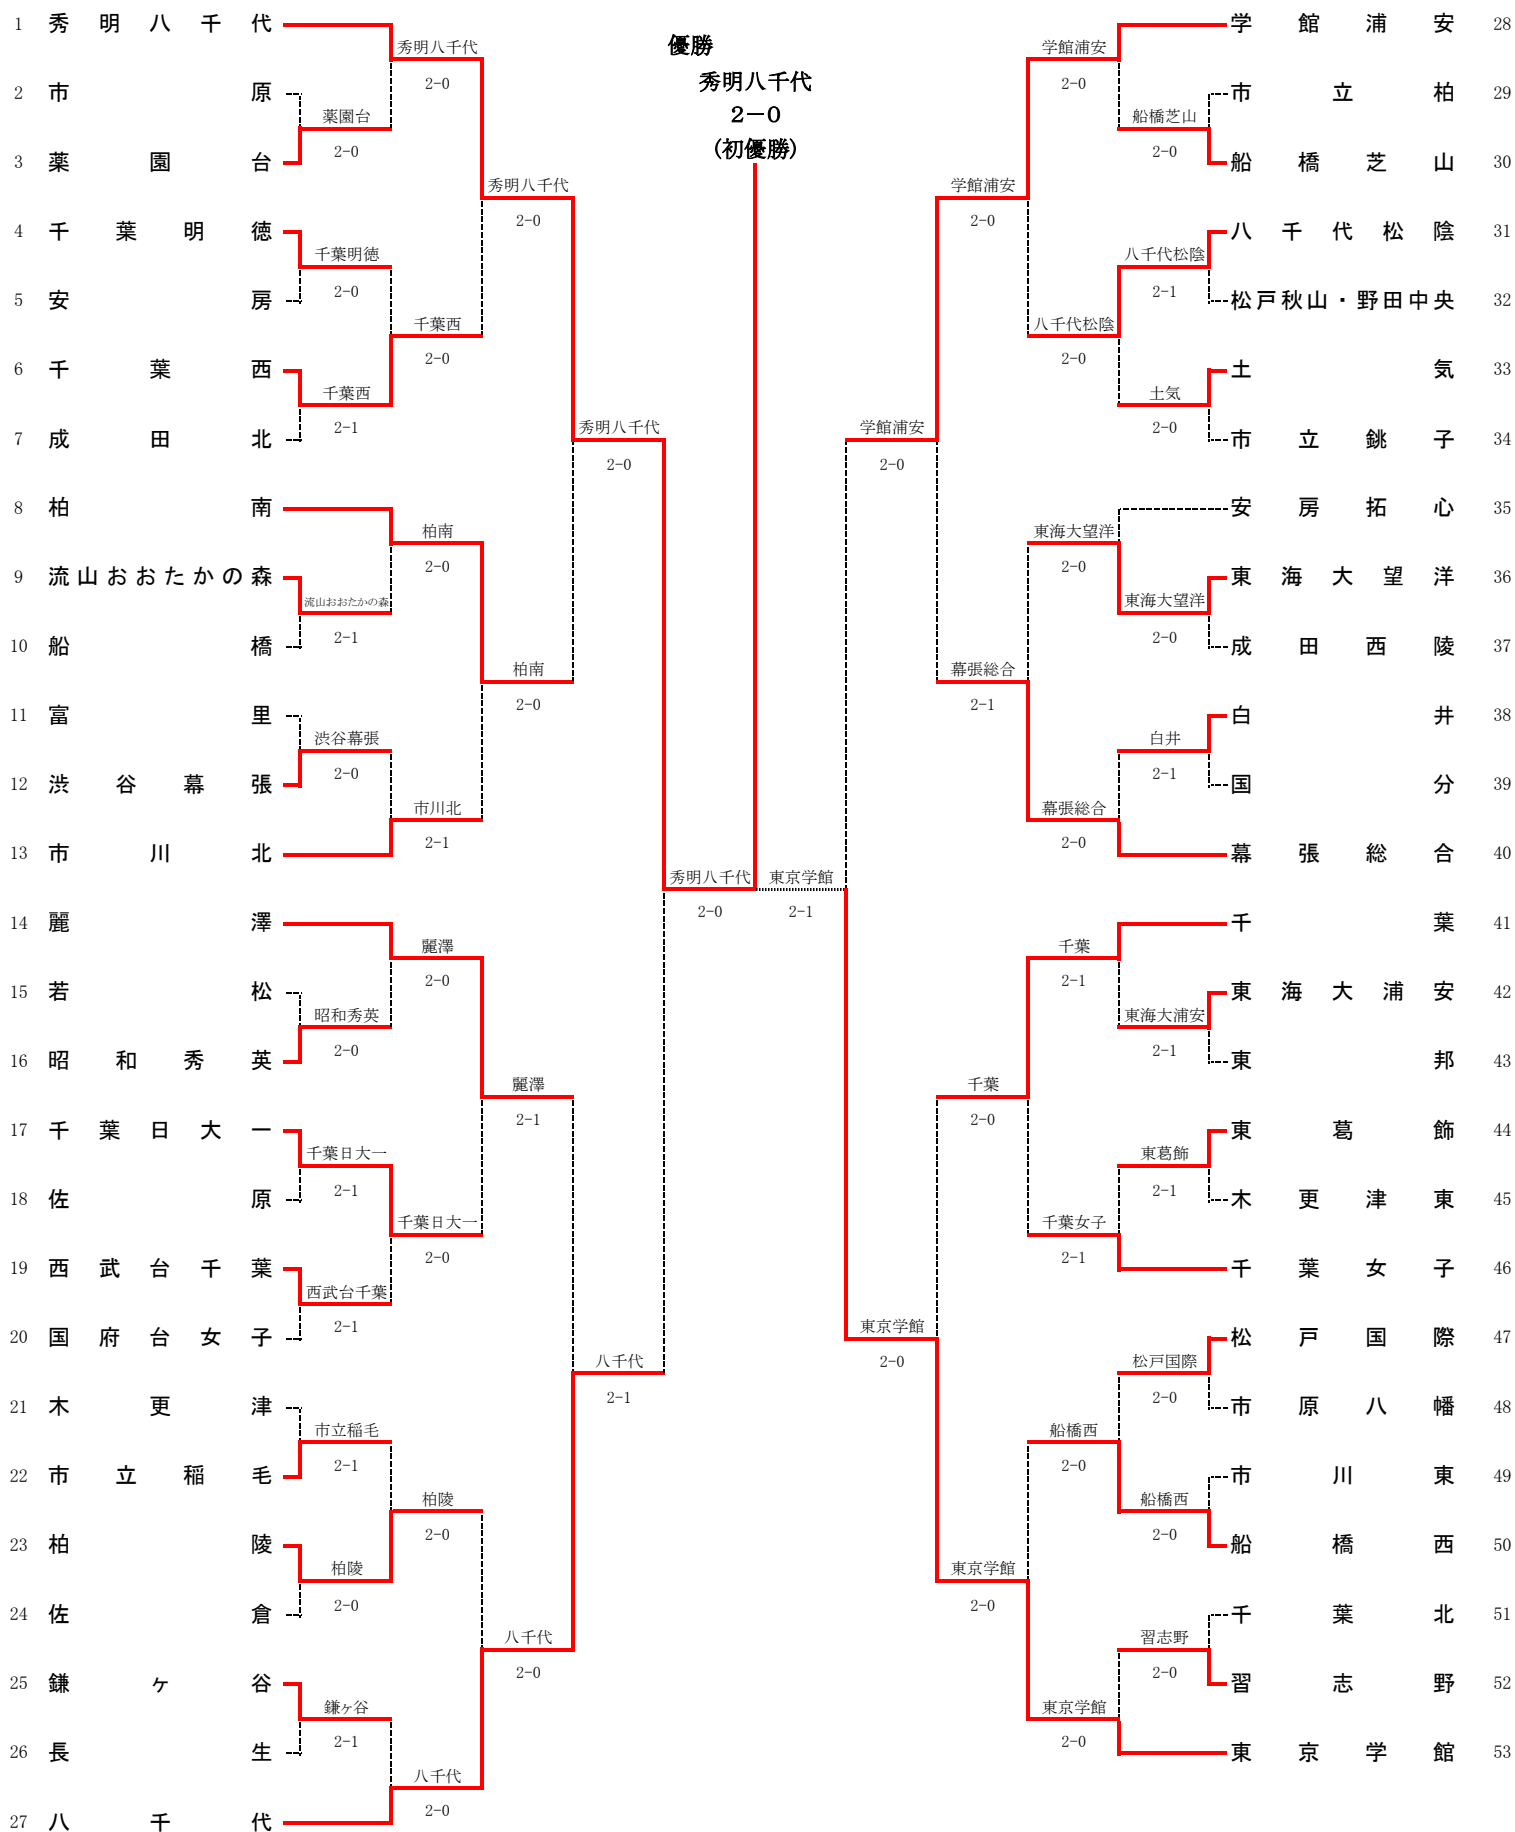 優勝
秀明八千代
2－0
(初優勝)
1 秀明八千代
2 市原
3 薬園台
4 千葉明徳
5 安房
6 千葉西
7 成田北
8 柏南
9 流山おおたかの森
10 船橋
11 富里
12 渋谷幕張
13 市川北
14 麗澤
15 若松
16 昭和秀英
17 千葉日大一
18 佐原
19 西武台千葉
20 国府台女子
21 木更津
22 市立稲毛
23 柏陵
24 佐倉
25 鎌ヶ谷
26 長生
27 八千代
薬園台
2-0
千葉明徳
2-0
千葉西
2-1
流山おおたかの森
2-1
渋谷幕張
2-0
昭和秀英
2-0
千葉日大一
2-1
西武台千葉
2-1
市立稲毛
2-1
柏陵
2-0
鎌ヶ谷
2-1
秀明八千代
2-0
千葉西
2-0
柏南
2-0
市川北
2-1
麗澤
2-0
千葉日大一
2-0
柏陵
2-0
八千代
2-0
秀明八千代
2-0
柏南
2-0
麗澤
2-1
八千代
2-0
秀明八千代
2-0
八千代
2-1
秀明八千代
2-0
東京学館
2-1
学館浦安
2-0
東京学館
2-0
学館浦安
2-0
幕張総合
2-1
千葉
2-0
東京学館
2-0
学館浦安
2-0
八千代松陰
2-0
東海大望洋
2-0
幕張総合
2-0
千葉
2-1
千葉女子
2-1
船橋西
2-0
東京学館
2-0
船橋芝山
2-0
八千代松陰
2-1
土気
2-0
東海大望洋
2-0
白井
2-1
東海大浦安
2-1
東葛飾
2-1
松戸国際
2-0
船橋西
2-0
習志野
2-0
学館浦安 28
市立柏 29
船橋芝山 30
八千代松陰 31
松戸秋山・野田中央 32
土気 33
市立銚子 34
安房拓心 35
東海大望洋 36
成田西陵 37
白井 38
国分 39
幕張総合 40
千葉 41
東海大浦安 42
東邦 43
東葛飾 44
木更津東 45
千葉女子 46
松戸国際 47
市原八幡 48
市川東 49
船橋西 50
千葉北 51
習志野 52
東京学館 53